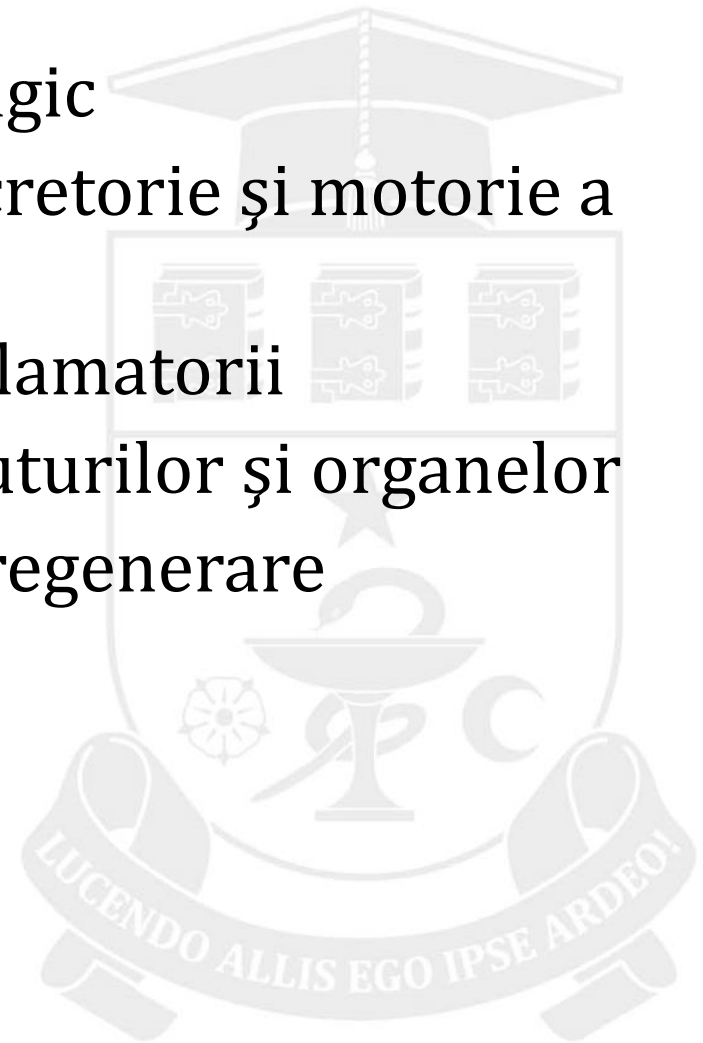 gic
cretorie şi motorie a
lamatorii
uturilor şi organelor
regenerare
LUCENDO ALLIS EGO IPSE ARDEO!